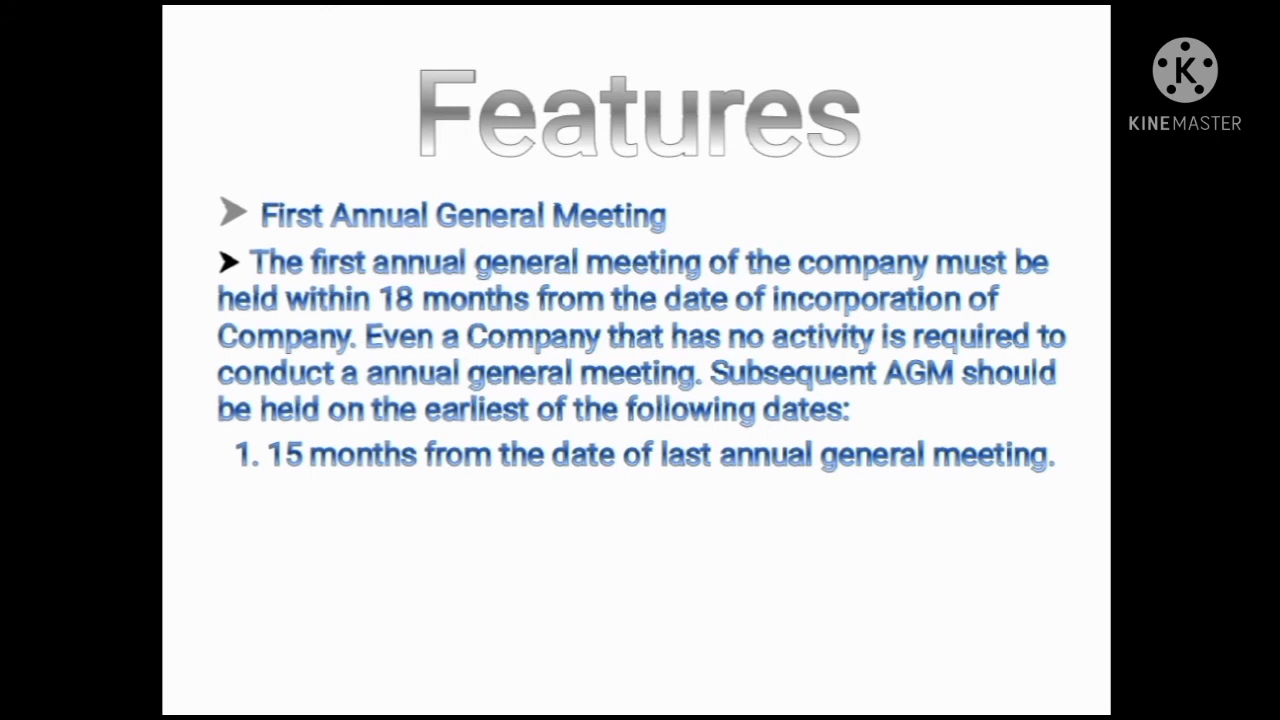 Features
First Annual General Meeting
The first annual general meeting of the company must be
held within 18 months from the date of incorporation of
Company. Even a Company that has no activity is required to
conduct a annual general meeting. Subsequent AGM should
be held on the earliest of the following dates:
1. 15 months from the date of last annual general meeting.
K
KINEMASTER